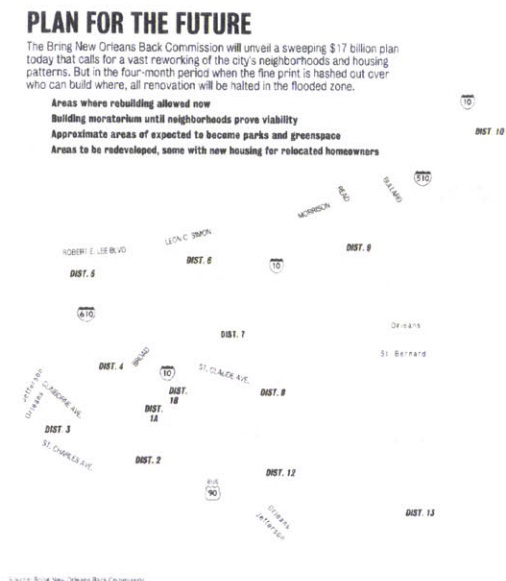 PLAN FOR THE FUTURE
The Bring New Orleans Back Commission will unveil a sweeping $17 billion plan
today that calls for a vast reworking of the city's neighborhoods and housing
patterns. But in the four-month period when the fine print is hashed out over
who can build where, all renovation will be halted in the flooded zone.
Areas where rebuilding allowed now
Building moratorium until neighborhoods prove viability
Approximate areas of expected to become parks and greenspace
Areas to be redeveloped, some with new housing for relocated homeowners
10
DIST 10
510
BULLARD
READ
MORRISON
LEON C. SIMON
ROBERT E. LEE BLVD
DIST. 9
DIST. 6
10
DIST. 5
610
Orleans
DIST. 7
St. Bernard
BROAD
DIST. 4
10
ST. CLAUDE AVE.
Jefferson
Orleans
CLAIBORNE AVE.
DIST.
1B
DIST. 8
DIST.
1A
DIST. 3
ST. CHARLES AVE.
DIST. 2
DIST. 12
BUS
90
Orleans
Jefferson
DIST. 13
Source: Bring New Orleans Back Commission